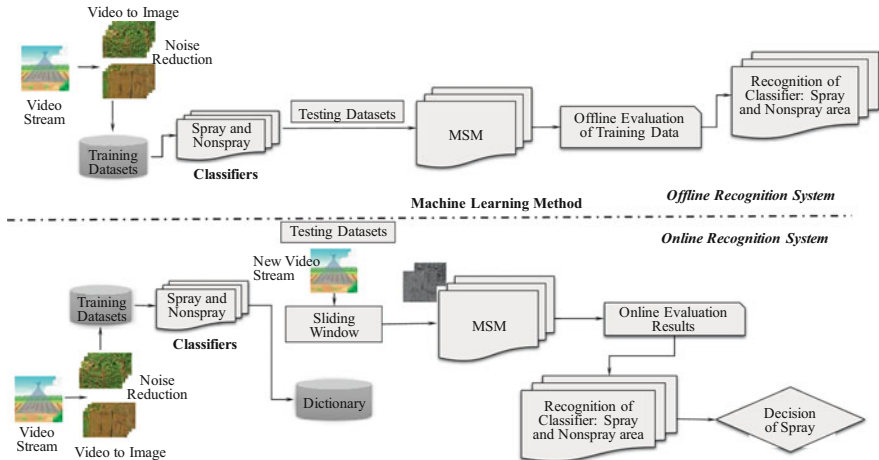 Video to Image
Noise
Reduction
Video
Stream
Training
Datasets
Spray and
Nonspray
Classifiers
Testing Datasets
MSM
Offline Evaluation
of Training Data
Recognition of
Classifier: Spray
and Nonspray area
Machine Learning Method
Offline Recognition System
Online Recognition System
Testing Datasets
New Video
Stream
Training
Datasets
Spray and
Nonspray
Classifiers
Sliding
Window
MSM
Online Evaluation
Results
Noise
Reduction
Video
Stream
Video to Image
Dictionary
Recognition of
Classifier: Spray
and Nonspray area
Decision
of Spray